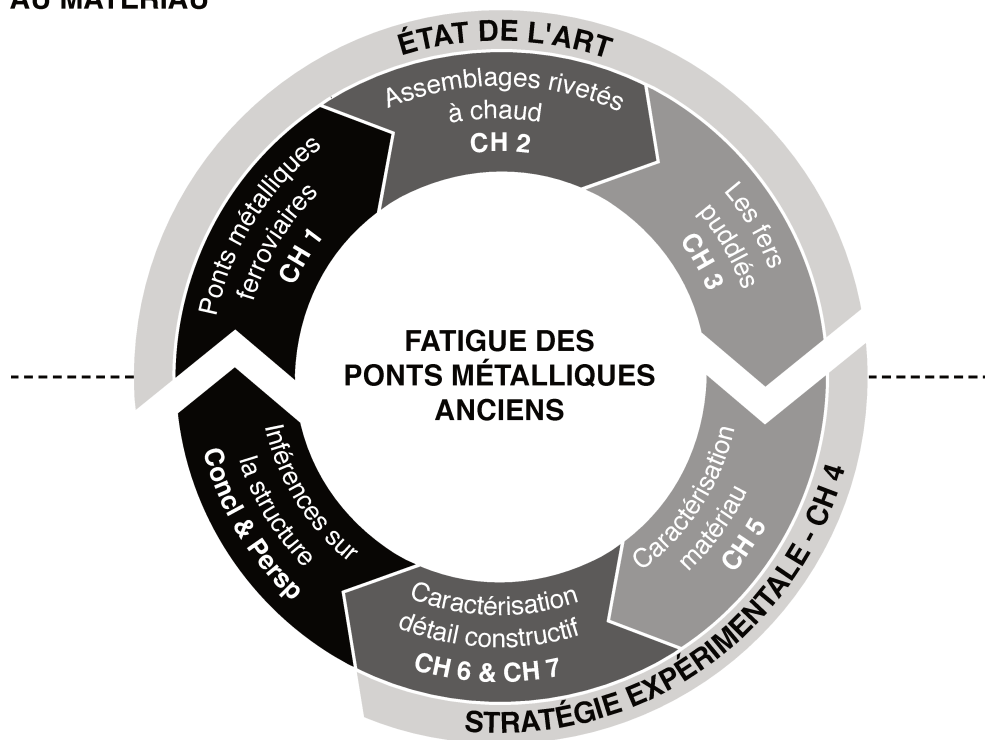 AU MATÉRIAU
ÉTAT DE L'ART
Assemblages rivetés
à chaud
CH 2
Ponts métalliques
ferroviaires
CH 1
Les fers
puddlés
CH 3
FATIGUE DES
PONTS MÉTALLIQUES
ANCIENS
Caractérisation
matériau
CH 5
STRATÉGIE EXPÉRIMENTALE - CH 4
Caractérisation
détail constructif
CH 6 & CH 7
Inférences sur
la structure
Concl & Persp